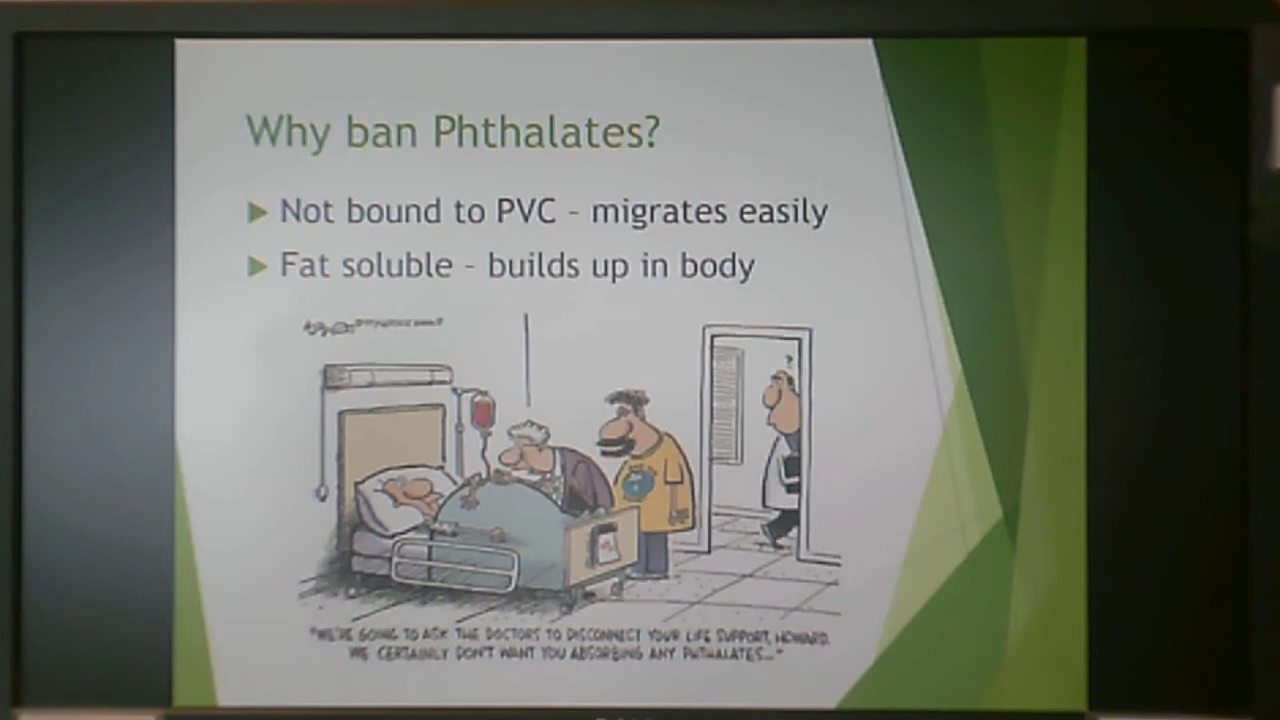 Why ban Phthalates?
Not bound to PVC – migrates easily
Fat soluble – builds up in body
?
"WE'RE GOING TO ASK THE DOCTORS TO DISCONNECT YOUR LIFE SUPPORT, HOWARD.
WE CERTAINLY DON'T WANT YOU ABSORBING ANY PHTHALATES..."